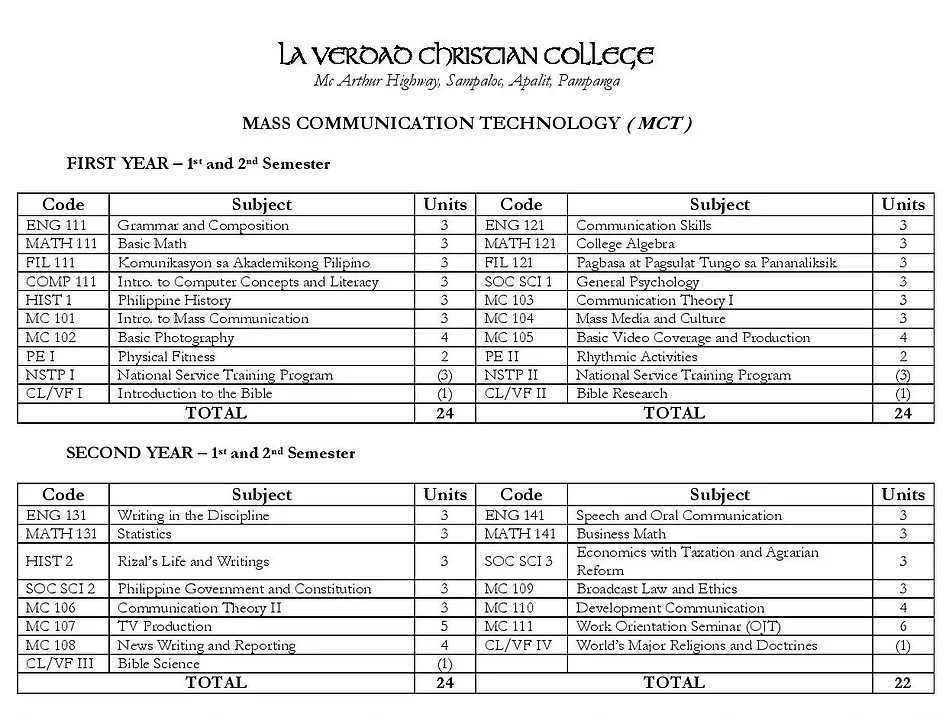 LA VERDAD CHRISTIAN COLLEGE
Mc Arthur Highway, Sampaloc, Apalit, Pampanga
MASS COMMUNICATION TECHNOLOGY ( MCT )
FIRST YEAR – 1st and 2nd Semester
Code Subject Units Code Subject Units
ENG 111 Grammar and Composition 3 ENG 121 Communication Skills 3
MATH 111 Basic Math 3 MATH 121 College Algebra 3
FIL 111 Komunikasyon sa Akademikong Pilipino 3 FIL 121 Pagbasa at Pagsulat Tungo sa Pananaliksik 3
COMP 111 Intro. to Computer Concepts and Literacy 3 SOC SCI 1 General Psychology 3
HIST 1 Philippine History 3 MC 103 Communication Theory I 3
MC 101 Intro. to Mass Communication 3 MC 104 Mass Media and Culture 3
MC 102 Basic Photography 4 MC 105 Basic Video Coverage and Production 4
PE I Physical Fitness 2 PE II Rhythmic Activities 2
NSTP I National Service Training Program (3) NSTP II National Service Training Program (3)
CL/VF I Introduction to the Bible (1) CL/VF II Bible Research (1)
TOTAL 24 TOTAL 24
SECOND YEAR – 1st and 2nd Semester
Code Subject Units Code Subject Units
ENG 131 Writing in the Discipline 3 ENG 141 Speech and Oral Communication 3
MATH 131 Statistics 3 MATH 141 Business Math 3
HIST 2 Rizal's Life and Writings 3 SOC SCI 3 Economics with Taxation and Agrarian
Reform 3
SOC SCI 2 Philippine Government and Constitution 3 MC 109 Broadcast Law and Ethics 3
MC 106 Communication Theory II 3 MC 110 Development Communication 4
MC 107 TV Production 5 MC 111 Work Orientation Seminar (OJT) 6
MC 108 News Writing and Reporting 4 CL/VF IV World's Major Religions and Doctrines (1)
CL/VF III Bible Science (1)
TOTAL 24 TOTAL 22